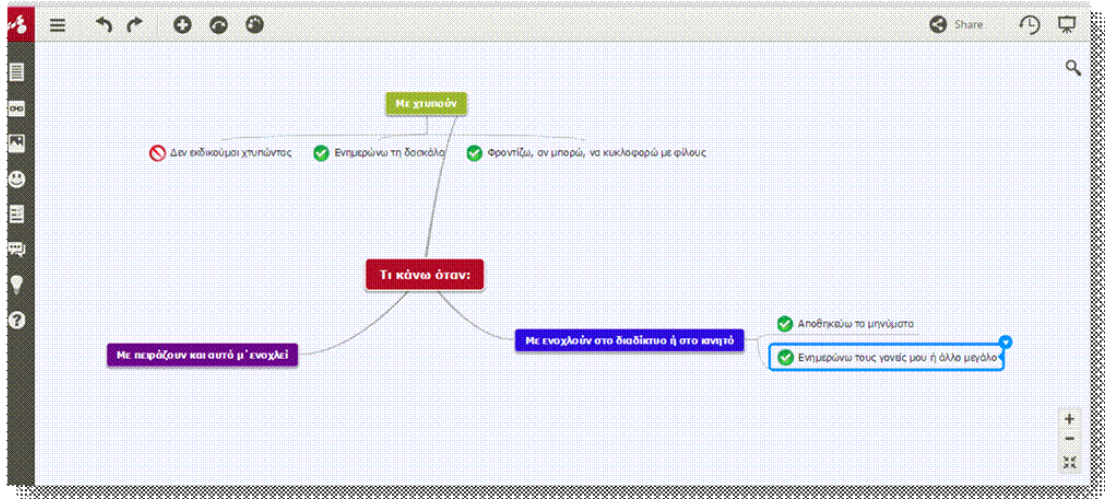 Share
Με χτυπούν
Δεν εκδικούμαι χτυπώντας
Ενημερώνω τη δασκάλα
Φροντίζω, αν μπορώ, να κυκλοφορώ με φίλους
Τι κάνω όταν:
Με πειράζουν και αυτό μ΄ενοχλεί
Με ενοχλούν στο διαδίκτυο ή στο κινητό
Αποθηκεύω τα μηνύματα
Ενημερώνω τους γονείς μου ή άλλο μεγάλο